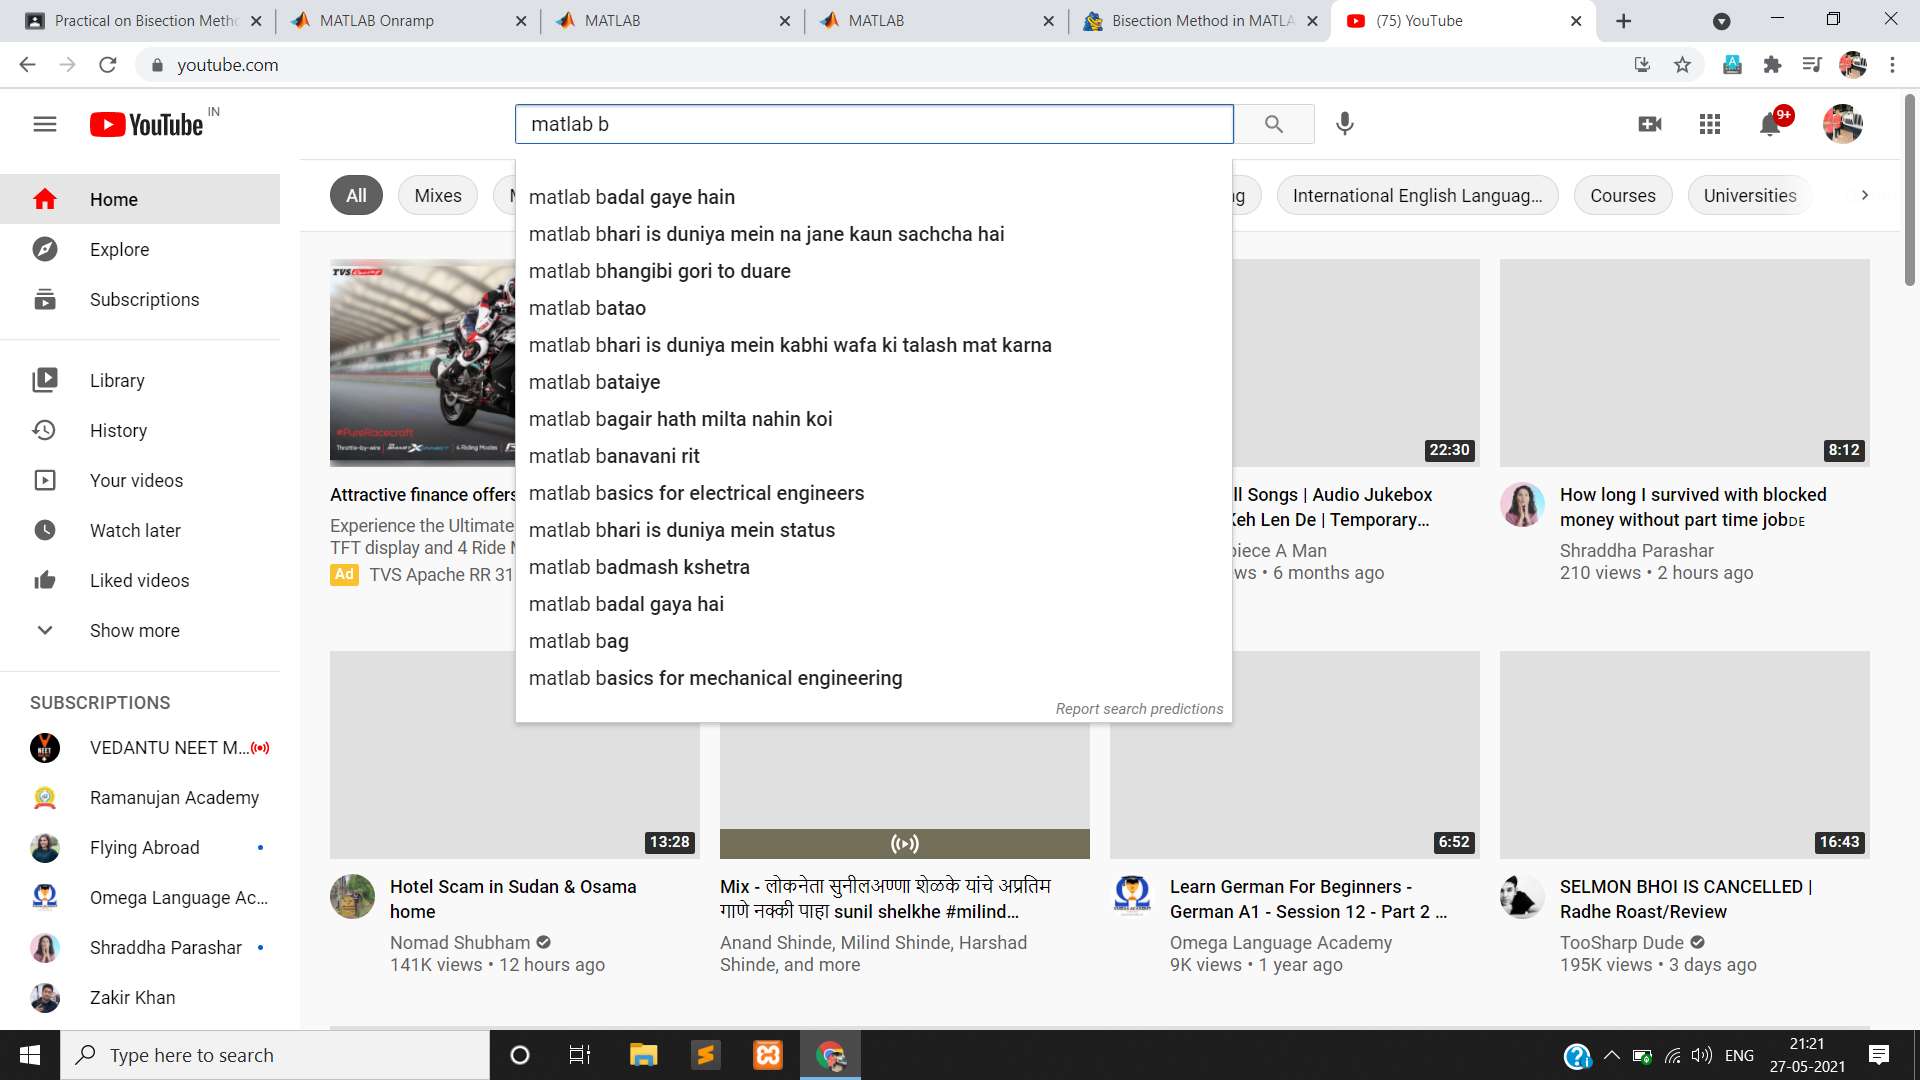 Practical on Bisection Metho
MATLAB Onramp
MATLAB
MATLAB
Bisection Method in MATLA
(75) YouTube
youtube.com
YouTube IN
matlab b
9+
Home
Explore
Subscriptions
Library
History
Your videos
Watch later
Liked videos
Show more
SUBSCRIPTIONS
VEDANTU NEET M...
Ramanujan Academy
Flying Abroad
Omega Language Ac...
Shraddha Parashar
Zakir Khan
All
Mixes
International English Languag...
Courses
Universities
matlab badal gaye hain
matlab bhari is duniya mein na jane kaun sachcha hai
matlab bhangibi gori to duare
matlab batao
matlab bhari is duniya mein kabhi wafa ki talash mat karna
matlab bataiye
matlab bagair hath milta nahin koi
matlab banavani rit
matlab basics for electrical engineers
matlab bhari is duniya mein status
matlab badmash kshetra
matlab badal gaya hai
matlab bag
matlab basics for mechanical engineering
Report search predictions
#PureRacecraft
Attractive finance offers
Experience the Ultimate
TFT display and 4 Ride M
Ad TVS Apache RR 31
22:30
ll Songs | Audio Jukebox
Keh Len De | Temporary...
piece A Man
ws • 6 months ago
8:12
How long I survived with blocked
money without part time jobDE
Shraddha Parashar
210 views • 2 hours ago
13:28
Hotel Scam in Sudan & Osama
home
Nomad Shubham
141K views • 12 hours ago
Mix - लोकनेता सुनीलअण्णा शेळके यांचे अप्रतिम
गाणे नक्की पाहा sunil shelkhe #milind...
Anand Shinde, Milind Shinde, Harshad
Shinde, and more
6:52
Learn German For Beginners -
German A1 - Session 12 - Part 2 ...
Omega Language Academy
9K views • 1 year ago
16:43
SELMON BHOI IS CANCELLED |
Radhe Roast/Review
TooSharp Dude
195K views • 3 days ago
Type here to search
ENG
21:21
27-05-2021